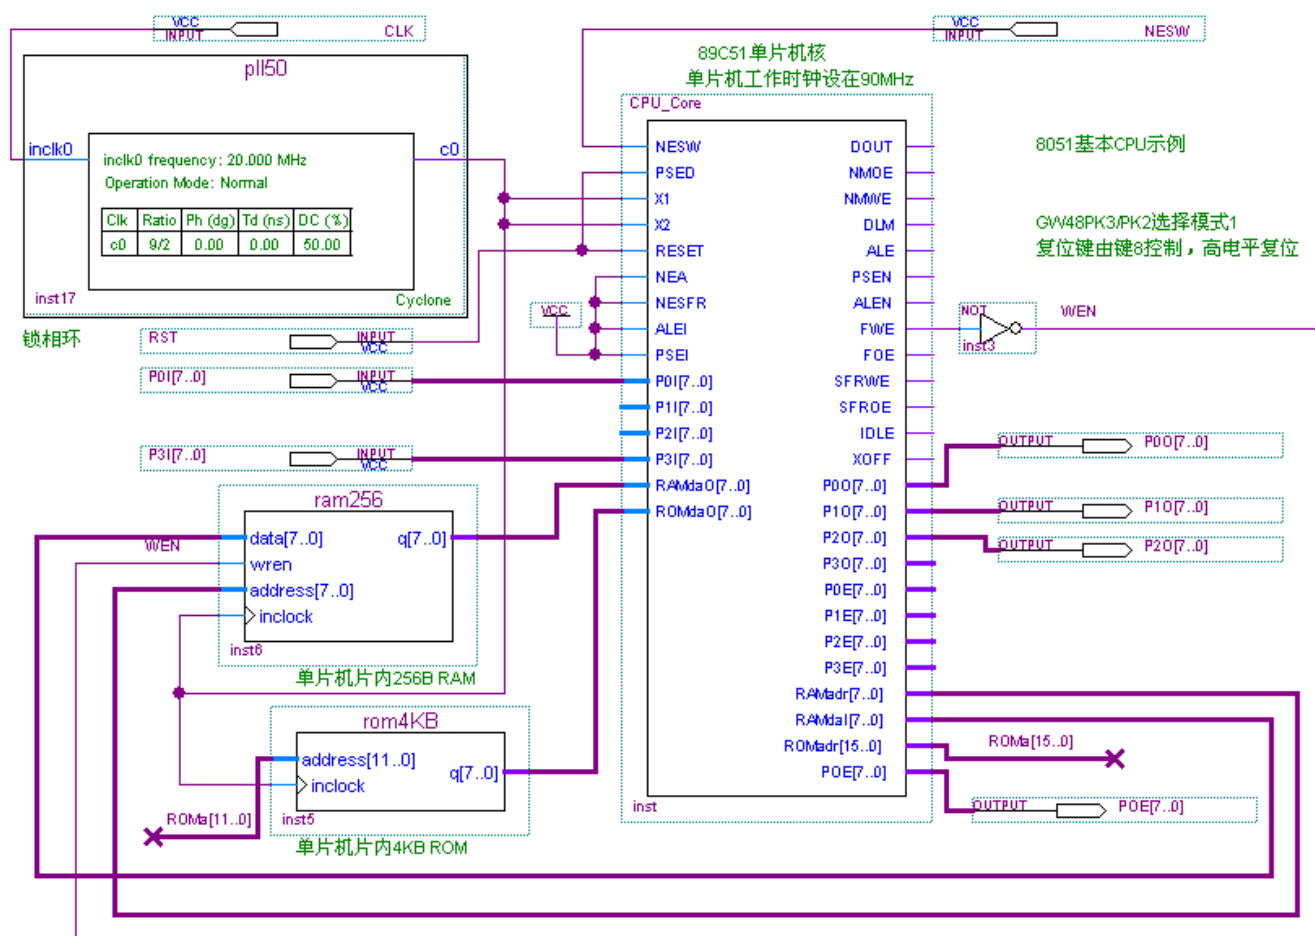 VCC
INPUT
CLK
VCC
INPUT
NESW
pll50
inclk0
c0
inclk0 frequency: 20.000 MHz
Operation Mode: Normal
Clk Ratio Ph (dg) Td (ns) DC (%)
c0 9/2 0.00 0.00 50.00
inst17
Cyclone
锁相环
89C51单片机核
单片机工作时钟设在90MHz
8051基本CPU示例
GW48PK3/PK2选择模式1
复位键由键8控制，高电平复位
RST
INPUT
VCC
P0I[7..0]
INPUT
VCC
P3I[7..0]
INPUT
VCC
VCC
CPU_Core
NESW
PSED
X1
X2
RESET
NEA
NESFR
ALEI
PSEI
P0I[7..0]
P1I[7..0]
P2I[7..0]
P3I[7..0]
RAMdaO[7..0]
ROMdaO[7..0]
DOUT
NMOE
NMWE
DLM
ALE
PSEN
ALEN
FWE
FOE
SFRWE
SFROE
IDLE
XOFF
P0O[7..0]
P1O[7..0]
P2O[7..0]
P3O[7..0]
P0E[7..0]
P1E[7..0]
P2E[7..0]
P3E[7..0]
RAMadr[7..0]
RAMdaI[7..0]
ROMadr[15..0]
POE[7..0]
inst
NOT
inst3
WEN
OUTPUT
P0O[7..0]
OUTPUT
P1O[7..0]
OUTPUT
P2O[7..0]
ROMa[15..0]
OUTPUT
POE[7..0]
ram256
WEN
data[7..0]
q[7..0]
wren
address[7..0]
inclock
inst6
单片机片内256B RAM
rom4KB
address[11..0]
q[7..0]
inclock
ROMa[11..0]
inst5
单片机片内4KB ROM